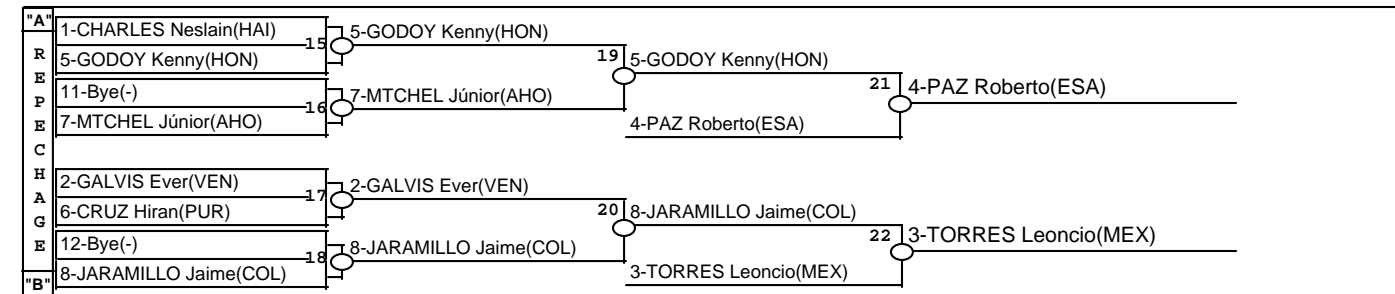 "A"
REPECHAGE
"B"
1-CHARLES Neslain(HAI)
15
5-GODOY Kenny(HON)
5-GODOY Kenny(HON)
19
5-GODOY Kenny(HON)
11-Bye(-)
16
7-MTCHEL Júnior(AHO)
7-MTCHEL Júnior(AHO)
4-PAZ Roberto(ESA)
21
4-PAZ Roberto(ESA)
2-GALVIS Ever(VEN)
17
2-GALVIS Ever(VEN)
6-CRUZ Hiran(PUR)
20
8-JARAMILLO Jaime(COL)
12-Bye(-)
18
8-JARAMILLO Jaime(COL)
8-JARAMILLO Jaime(COL)
3-TORRES Leoncio(MEX)
22
3-TORRES Leoncio(MEX)